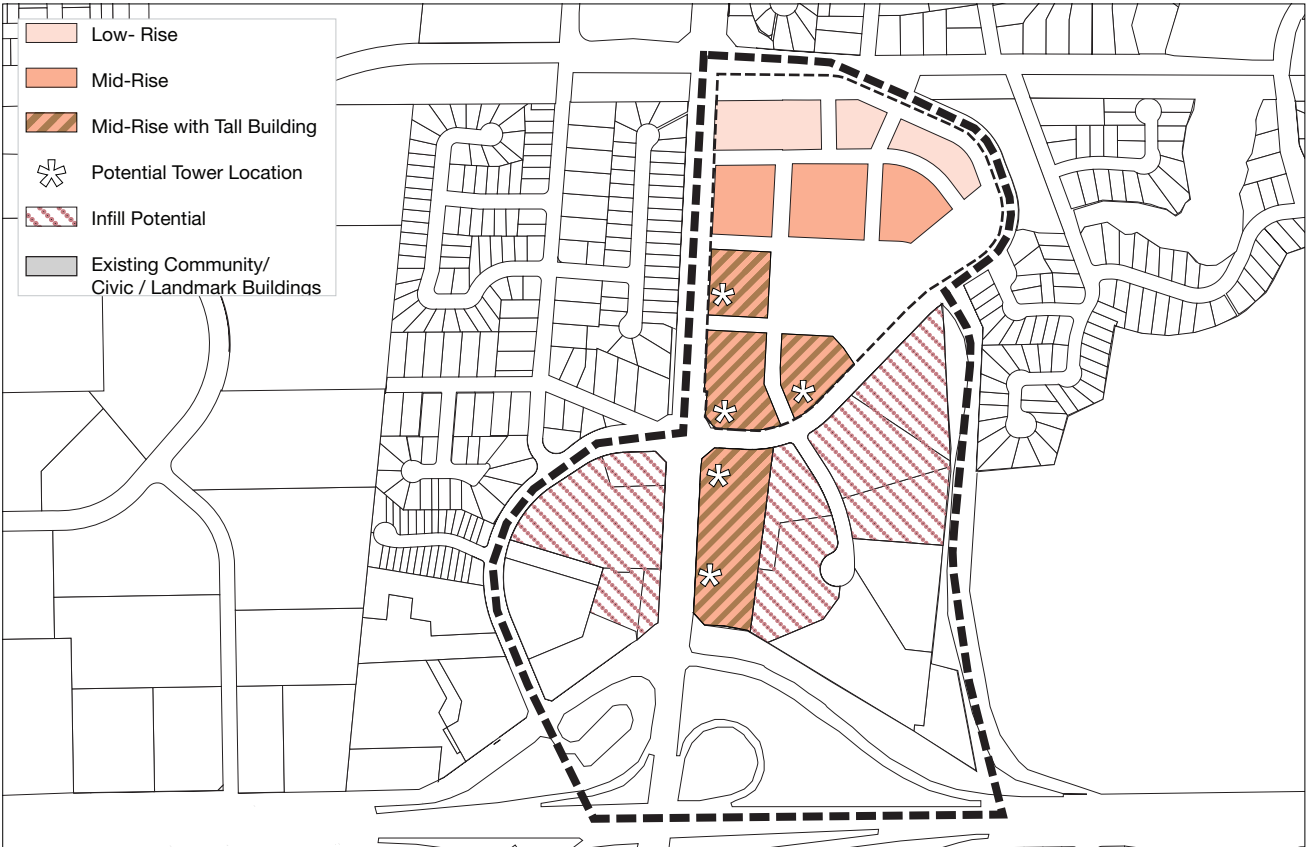 Low- Rise
Mid-Rise
Mid-Rise with Tall Building
Potential Tower Location
Infill Potential
Existing Community/
Civic / Landmark Buildings